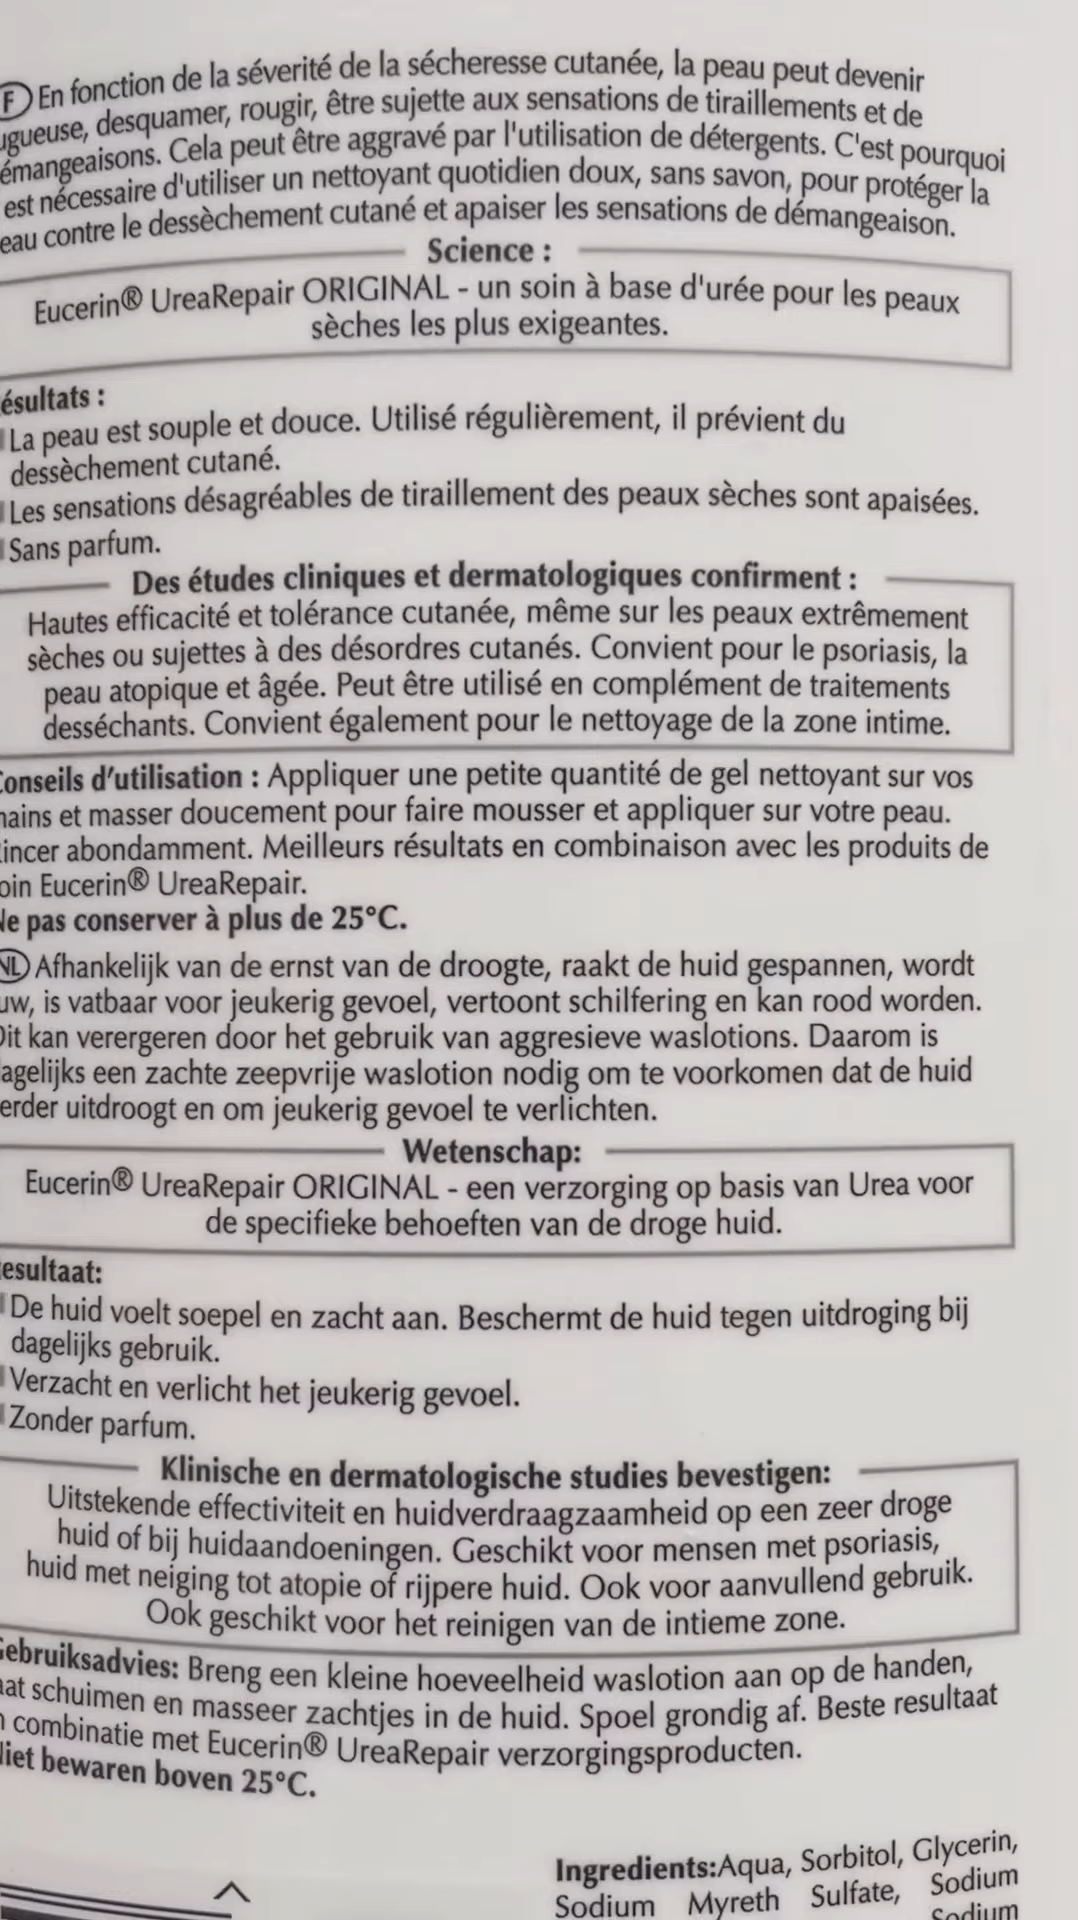 F En fonction de la séverité de la sécheresse cutanée, la peau peut devenir
ugueuse, desquamer, rougir, être sujette aux sensations de tiraillements et de
émangeaisons. Cela peut être aggravé par l'utilisation de détergents. C'est pourquoi
est nécessaire d'utiliser un nettoyant quotidien doux, sans savon, pour protéger la
eau contre le dessèchement cutané et apaiser les sensations de démangeaison.
Science :
Eucerin® UreaRepair ORIGINAL - un soin à base d'urée pour les peaux
sèches les plus exigeantes.
ésultats :
La peau est souple et douce. Utilisé régulièrement, il prévient du
dessèchement cutané.
Les sensations désagréables de tiraillement des peaux sèches sont apaisées.
Sans parfum.
Des études cliniques et dermatologiques confirment :
Hautes efficacité et tolérance cutanée, même sur les peaux extrêmement
sèches ou sujettes à des désordres cutanés. Convient pour le psoriasis, la
peau atopique et âgée. Peut être utilisé en complément de traitements
desséchants. Convient également pour le nettoyage de la zone intime.
Conseils d'utilisation : Appliquer une petite quantité de gel nettoyant sur vos
mains et masser doucement pour faire mousser et appliquer sur votre peau.
Rincer abondamment. Meilleurs résultats en combinaison avec les produits de
oin Eucerin® UreaRepair.
Ne pas conserver à plus de 25°C.
NL Afhankelijk van de ernst van de droogte, raakt de huid gespannen, wordt
uw, is vatbaar voor jeukerig gevoel, vertoont schilfering en kan rood worden.
Dit kan verergeren door het gebruik van aggresieve waslotions. Daarom is
agelijks een zachte zeepvrije waslotion nodig om te voorkomen dat de huid
erder uitdroogt en om jeukerig gevoel te verlichten.
Wetenschap:
Eucerin® UreaRepair ORIGINAL - een verzorging op basis van Urea voor
de specifieke behoeften van de droge huid.
esultaat:
De huid voelt soepel en zacht aan. Beschermt de huid tegen uitdroging bij
dagelijks gebruik.
Verzacht en verlicht het jeukerig gevoel.
Zonder parfum.
Klinische en dermatologische studies bevestigen:
Uitstekende effectiviteit en huidverdraagzaamheid op een zeer droge
huid of bij huidaandoeningen. Geschikt voor mensen met psoriasis,
huid met neiging tot atopie of rijpere huid. Ook voor aanvullend gebruik.
Ook geschikt voor het reinigen van de intieme zone.
Gebruiksadvies: Breng een kleine hoeveelheid waslotion aan op de handen,
aat schuimen en masseer zachtjes in de huid. Spoel grondig af. Beste resultaat
n combinatie met Eucerin® UreaRepair verzorgingsproducten.
Niet bewaren boven 25°C.
Ingredients:Aqua, Sorbitol, Glycerin,
Sodium Myreth Sulfate, Sodium
Sodium